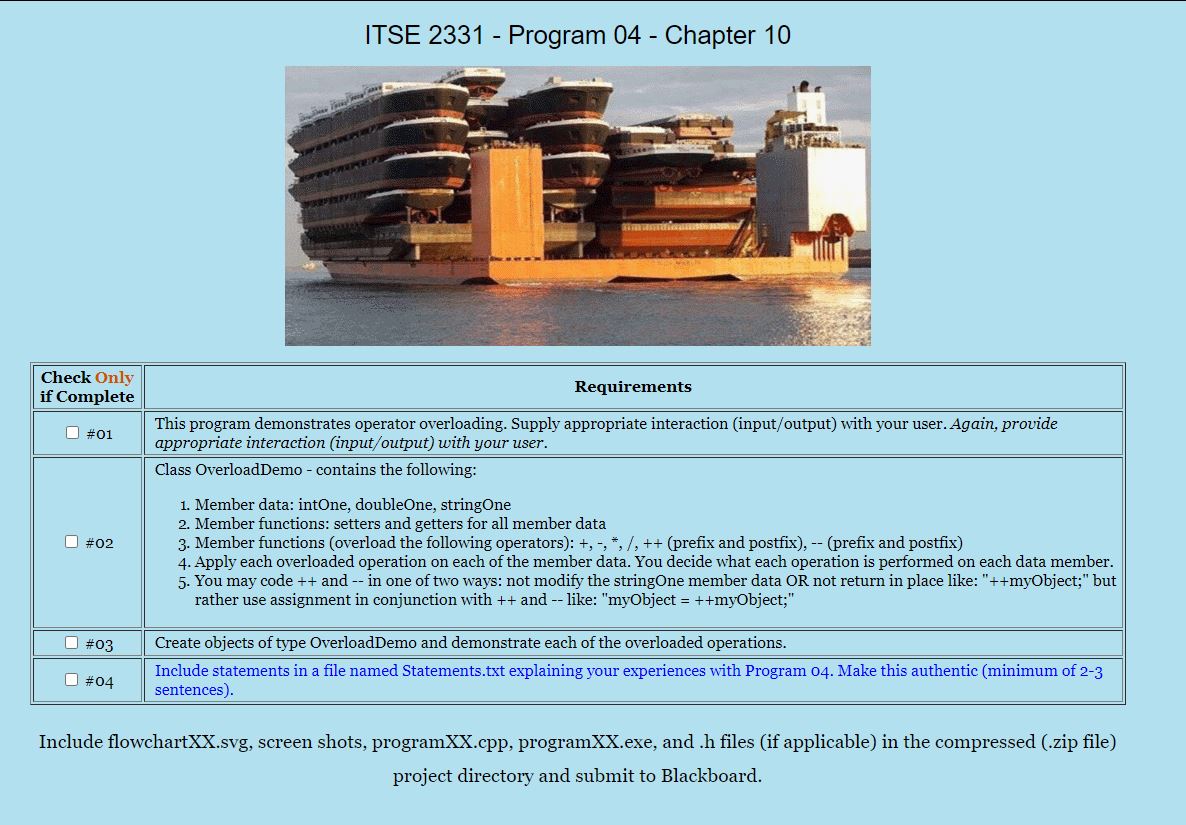 ITSE 2331 - Program 04 - Chapter 10
Check Only
if Complete
Requirements
#01
This program demonstrates operator overloading. Supply appropriate interaction (input/output) with your user. Again, provide
appropriate interaction (input/output) with your user.
#02
Class OverloadDemo - contains the following:
1. Member data: intOne, doubleOne, stringOne
2. Member functions: setters and getters for all member data
3. Member functions (overload the following operators): +, -, *, /, ++ (prefix and postfix), -- (prefix and postfix)
4. Apply each overloaded operation on each of the member data. You decide what each operation is performed on each data member.
5. You may code ++ and -- in one of two ways: not modify the stringOne member data OR not return in place like: "++myObject;" but
rather use assignment in conjunction with ++ and -- like: "myObject = ++myObject;"
#03
Create objects of type OverloadDemo and demonstrate each of the overloaded operations.
#04
Include statements in a file named Statements.txt explaining your experiences with Program 04. Make this authentic (minimum of 2-3
sentences).
Include flowchartXX.svg, screen shots, programXX.cpp, programXX.exe, and .h files (if applicable) in the compressed (.zip file)
project directory and submit to Blackboard.